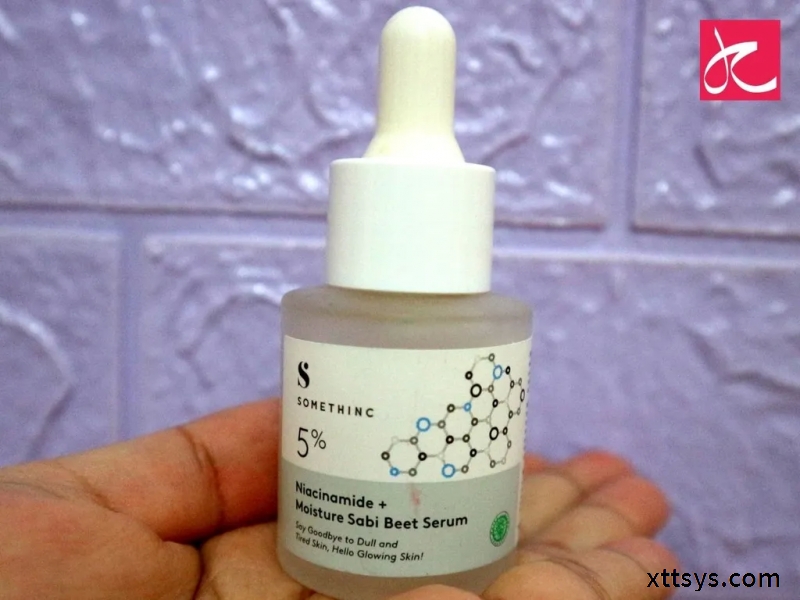 S
SOMETHINC
5%
Niacinamide +
Moisture Sabi Beet Serum
Say Goodbye to Dull and
Tired Skin, Hello Glowing Skin!
xttsys.com